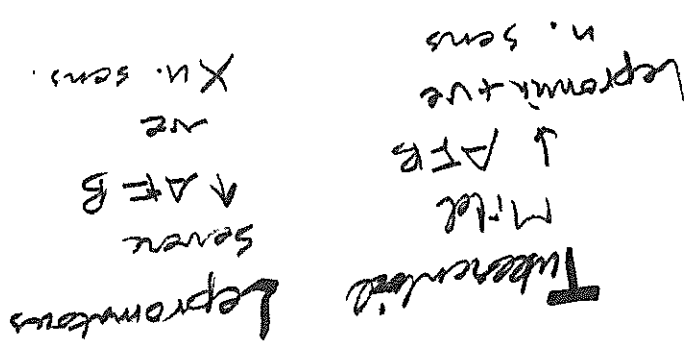 Tuberculoid
Mild
↓ AFB
Lepromin +ve
n. sens
Lepromatous
Severe
↑ AFB
-ve
Xn. sens.